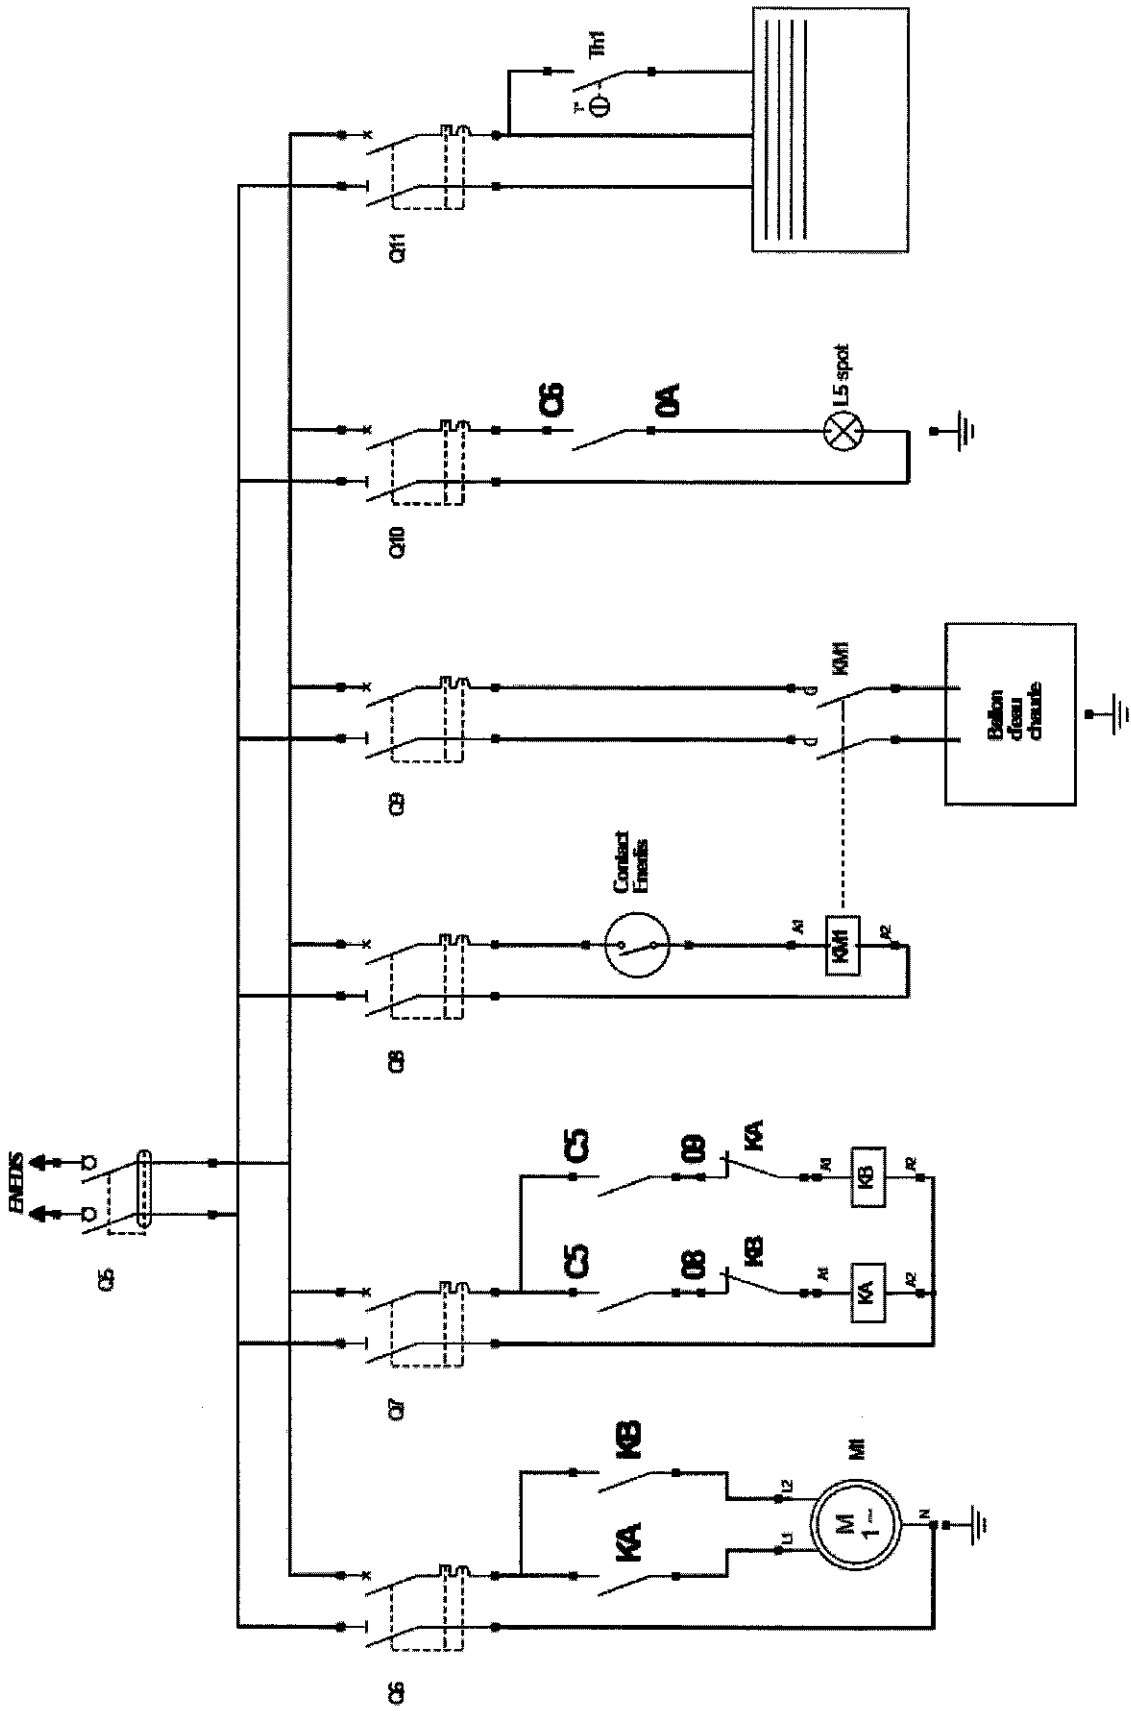 ENEDIS
Q5
Q6
KA
KB
L1
L2
M
1~
M1
N
Q7
C5
08
KB
A1
KA
A2
C5
09
KA
A1
KB
A2
Q8
Contact
Enedis
A1
KM1
A2
Q9
KM1
Ballon
d'eau
chaude
Q10
C6
0A
L5 spot
Q11
T°
Th1